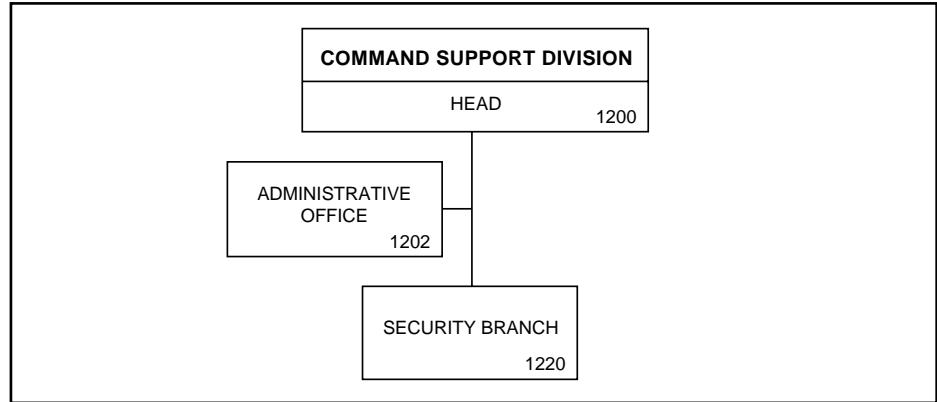 COMMAND SUPPORT DIVISION
HEAD
1200
ADMINISTRATIVE
OFFICE
1202
SECURITY BRANCH
1220